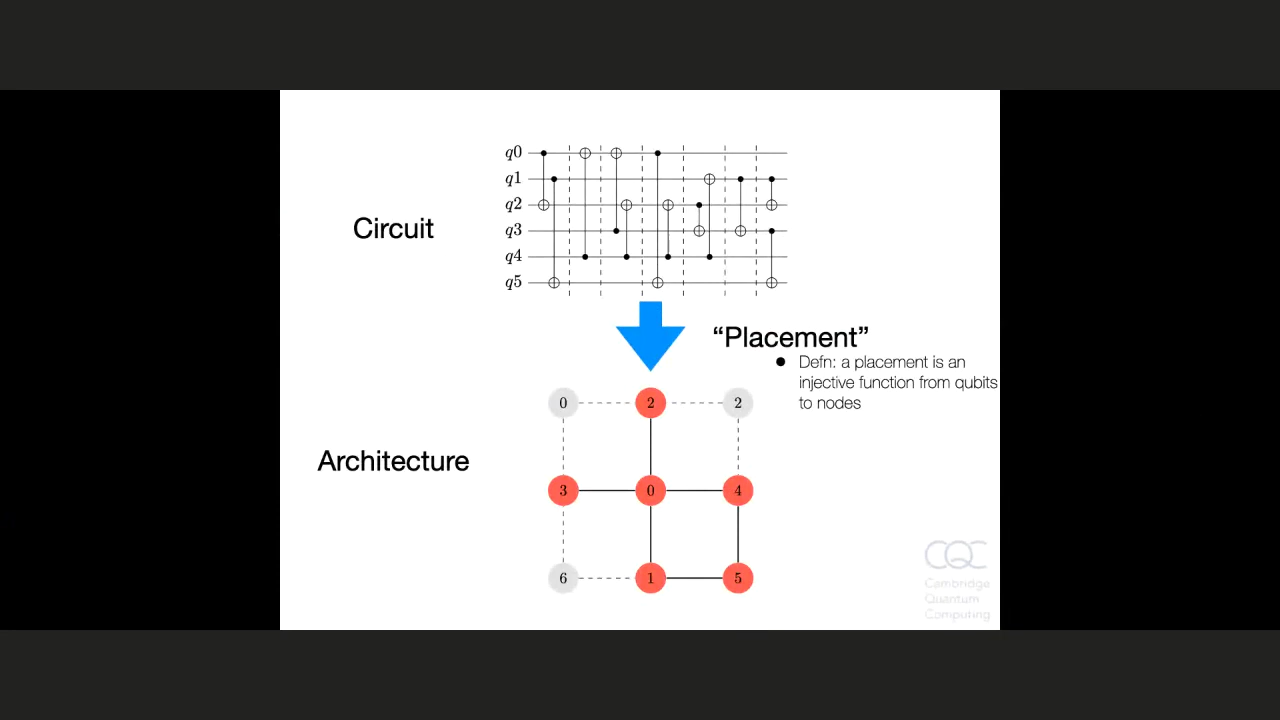 q0
q1
q2
Circuit
q3
q4
q5
“Placement”
● Defn: a placement is an
injective function from qubits
to nodes
0 2 2
Architecture
3 0 4
6 1 5
CQC
Cambridge
Quantum
Computing